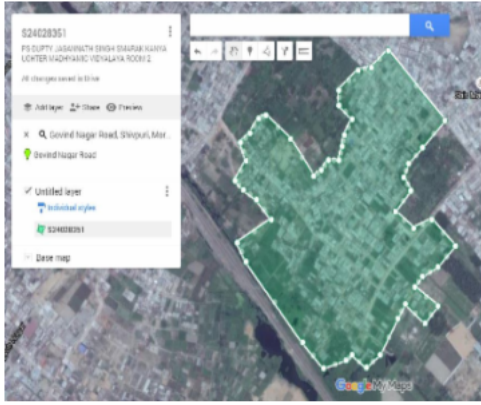 S24028351
PS-DUPTY JAGANNATH SINGH SMARAK KANYA
UCHTER MADHYAMIC VIDYALAYA ROOM 2
All changes saved in Drive
Add layer Share Preview
Govind Nagar Road, Shivpuri, Mor...
Govind Nagar Road
Untitled layer
Individual styles
S24028351
Base map
Google My Maps